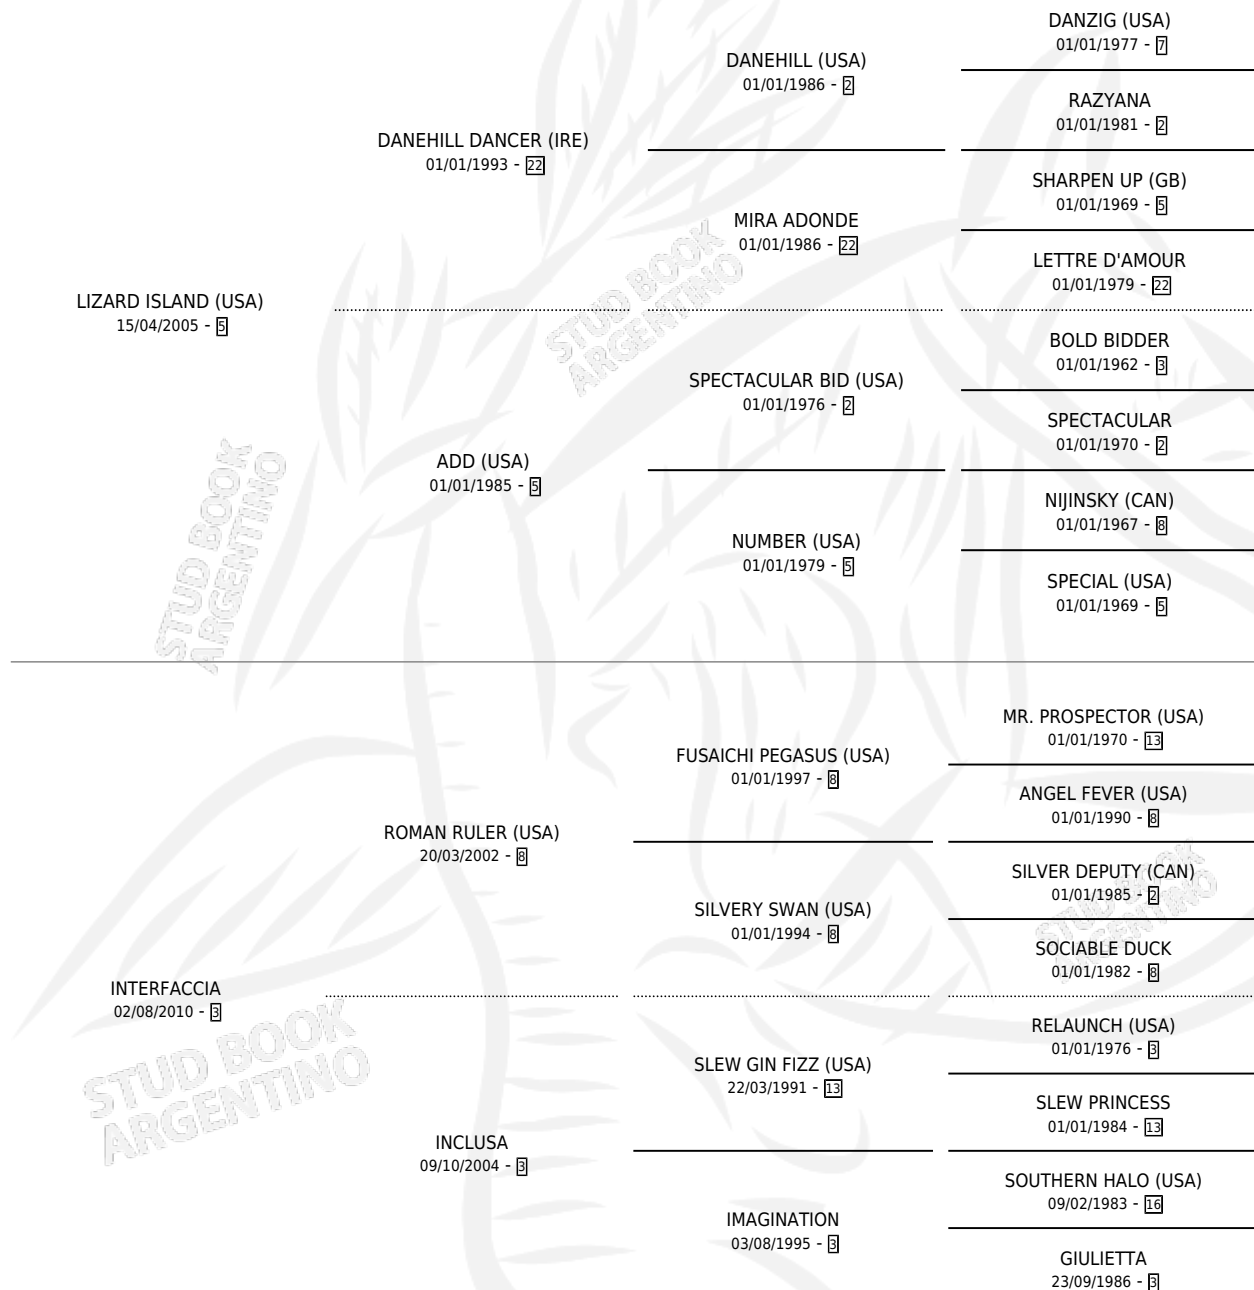 DANZIG (USA)
01/01/1977 - 7
DANEHILL (USA)
01/01/1986 - 2
RAZYANA
01/01/1981 - 2
DANEHILL DANCER (IRE)
01/01/1993 - 22
SHARPEN UP (GB)
01/01/1969 - 5
MIRA ADONDE
01/01/1986 - 22
LETTRE D'AMOUR
01/01/1979 - 22
LIZARD ISLAND (USA)
15/04/2005 - 5
BOLD BIDDER
01/01/1962 - 3
SPECTACULAR BID (USA)
01/01/1976 - 2
SPECTACULAR
01/01/1970 - 2
ADD (USA)
01/01/1985 - 5
NIJINSKY (CAN)
01/01/1967 - 8
NUMBER (USA)
01/01/1979 - 5
SPECIAL (USA)
01/01/1969 - 5
STUD BOOK
ARGENTINO
STUD BOOK
ARGENTINO
MR. PROSPECTOR (USA)
01/01/1970 - 13
FUSAICHI PEGASUS (USA)
01/01/1997 - 8
ANGEL FEVER (USA)
01/01/1990 - 8
ROMAN RULER (USA)
20/03/2002 - 8
SILVER DEPUTY (CAN)
01/01/1985 - 2
SILVERY SWAN (USA)
01/01/1994 - 8
SOCIABLE DUCK
01/01/1982 - 8
STUD BOOK
ARGENTINO
INTERFACCIA
02/08/2010 - 3
RELAUNCH (USA)
01/01/1976 - 3
SLEW GIN FIZZ (USA)
22/03/1991 - 13
SLEW PRINCESS
01/01/1984 - 13
INCLUSA
09/10/2004 - 3
SOUTHERN HALO (USA)
09/02/1983 - 16
IMAGINATION
03/08/1995 - 3
GIULIETTA
23/09/1986 - 3
STUD BOOK
ARGENTINO